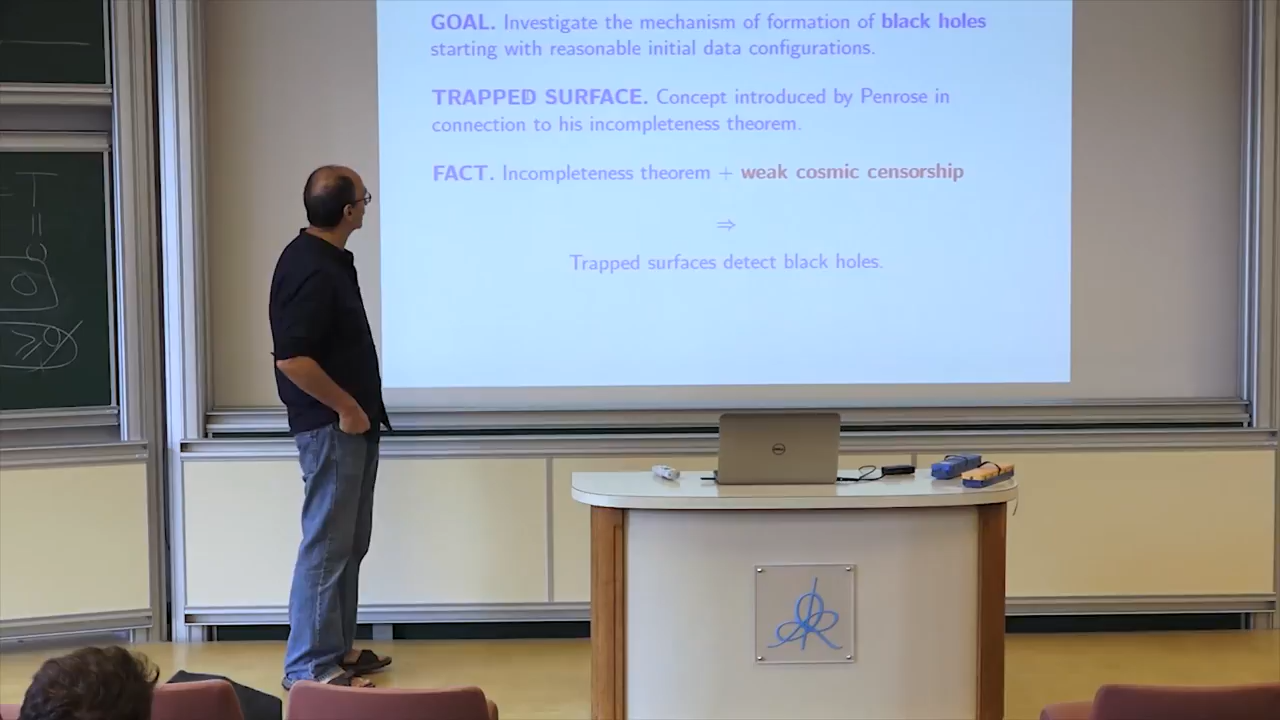 GOAL. Investigate the mechanism of formation of black holes
starting with reasonable initial data configurations.
TRAPPED SURFACE. Concept introduced by Penrose in
connection to his incompleteness theorem.
FACT. Incompleteness theorem + weak cosmic censorship
⇒
Trapped surfaces detect black holes.
DELL